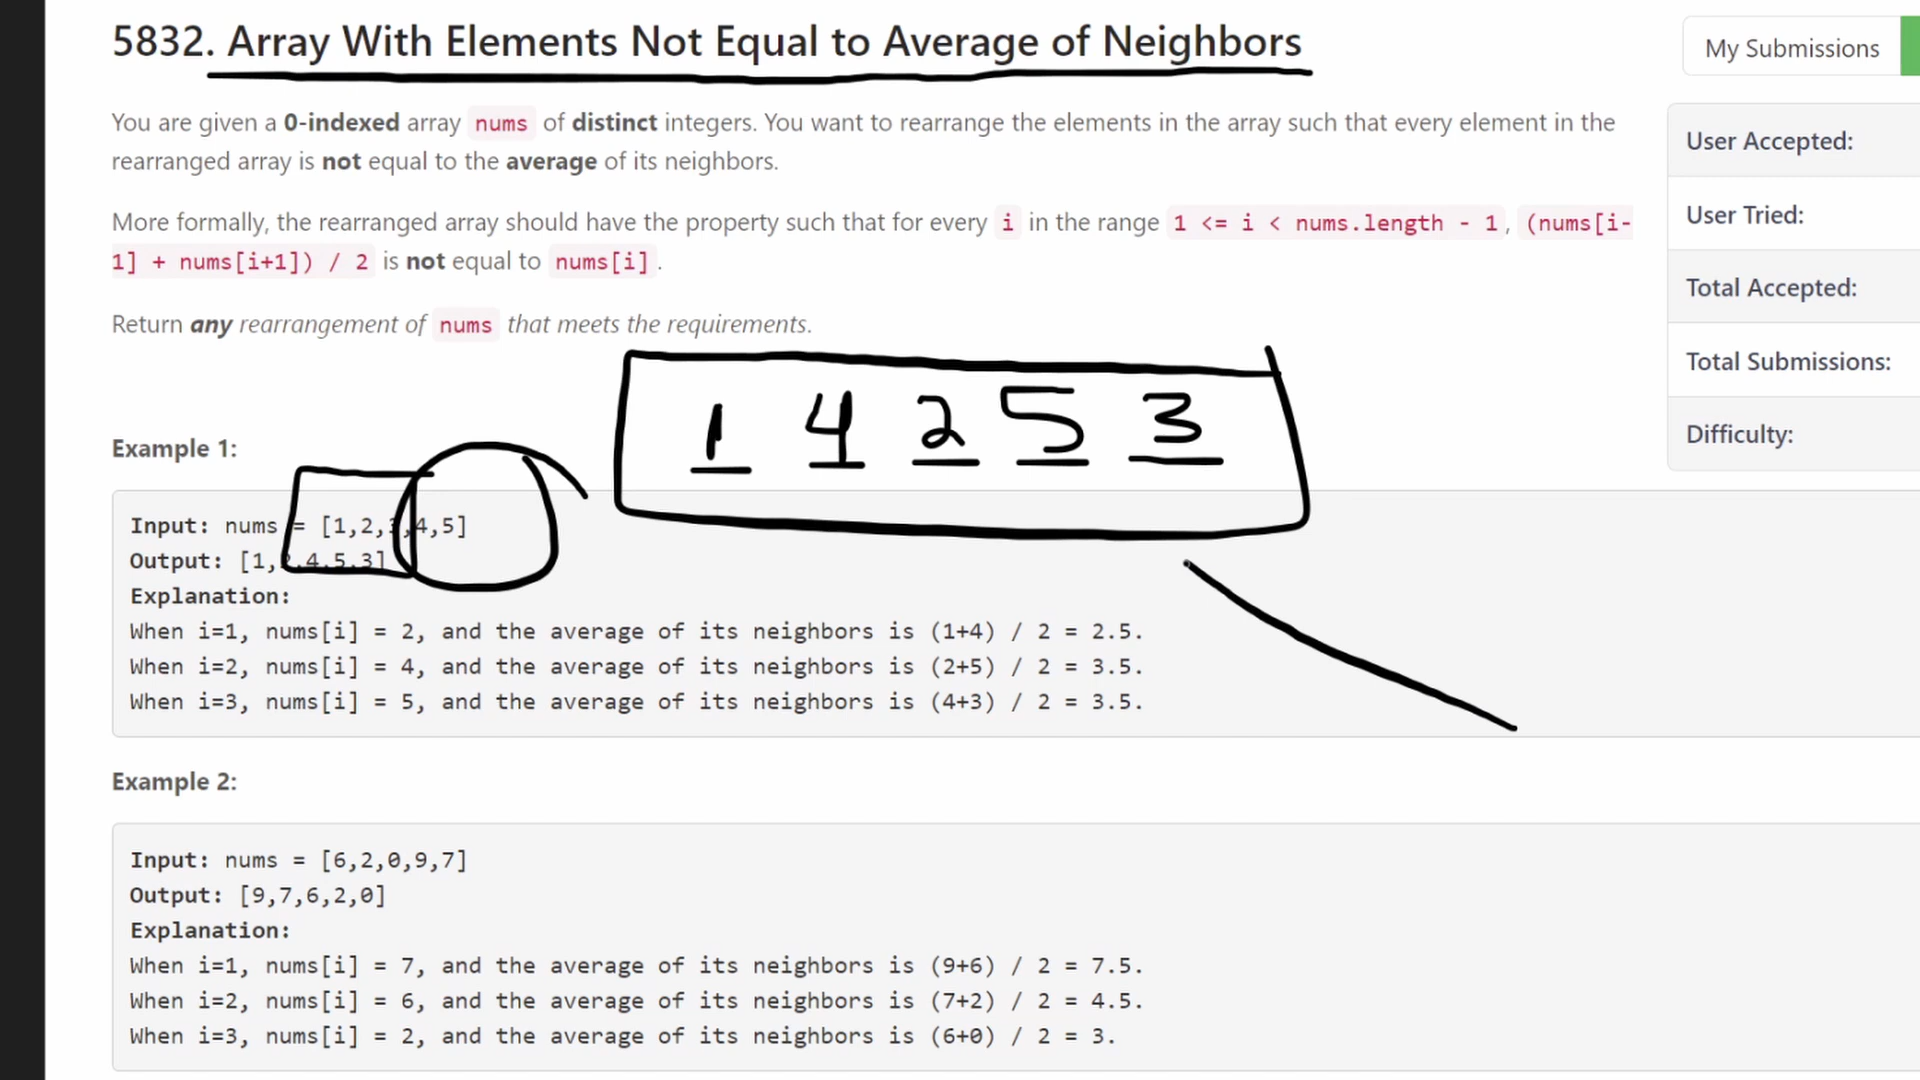 5832. Array With Elements Not Equal to Average of Neighbors
My Submissions
You are given a 0-indexed array nums of distinct integers. You want to rearrange the elements in the array such that every element in the
rearranged array is not equal to the average of its neighbors.
More formally, the rearranged array should have the property such that for every i in the range 1 <= i < nums.length - 1, (nums[i-
1] + nums[i+1]) / 2 is not equal to nums[i].
Return any rearrangement of nums that meets the requirements.
User Accepted:
User Tried:
Total Accepted:
Total Submissions:
Difficulty:
1 4 2 5 3
Example 1:
Input: nums = [1,2,3,4,5]
Output: [1,2,4,5,3]
Explanation:
When i=1, nums[i] = 2, and the average of its neighbors is (1+4) / 2 = 2.5.
When i=2, nums[i] = 4, and the average of its neighbors is (2+5) / 2 = 3.5.
When i=3, nums[i] = 5, and the average of its neighbors is (4+3) / 2 = 3.5.
Example 2:
Input: nums = [6,2,0,9,7]
Output: [9,7,6,2,0]
Explanation:
When i=1, nums[i] = 7, and the average of its neighbors is (9+6) / 2 = 7.5.
When i=2, nums[i] = 6, and the average of its neighbors is (7+2) / 2 = 4.5.
When i=3, nums[i] = 2, and the average of its neighbors is (6+0) / 2 = 3.